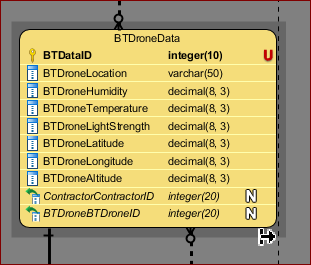 BTDroneData
BTDataID integer(10) U
BTDroneLocation varchar(50)
BTDroneHumidity decimal(8, 3)
BTDroneTemperature decimal(8, 3)
BTDroneLightStrength decimal(8, 3)
BTDroneLatitude decimal(8, 3)
BTDroneLongitude decimal(8, 3)
BTDroneAltitude decimal(8, 3)
ContractorContractorID integer(20) N
BTDroneBTDroneID integer(20) N